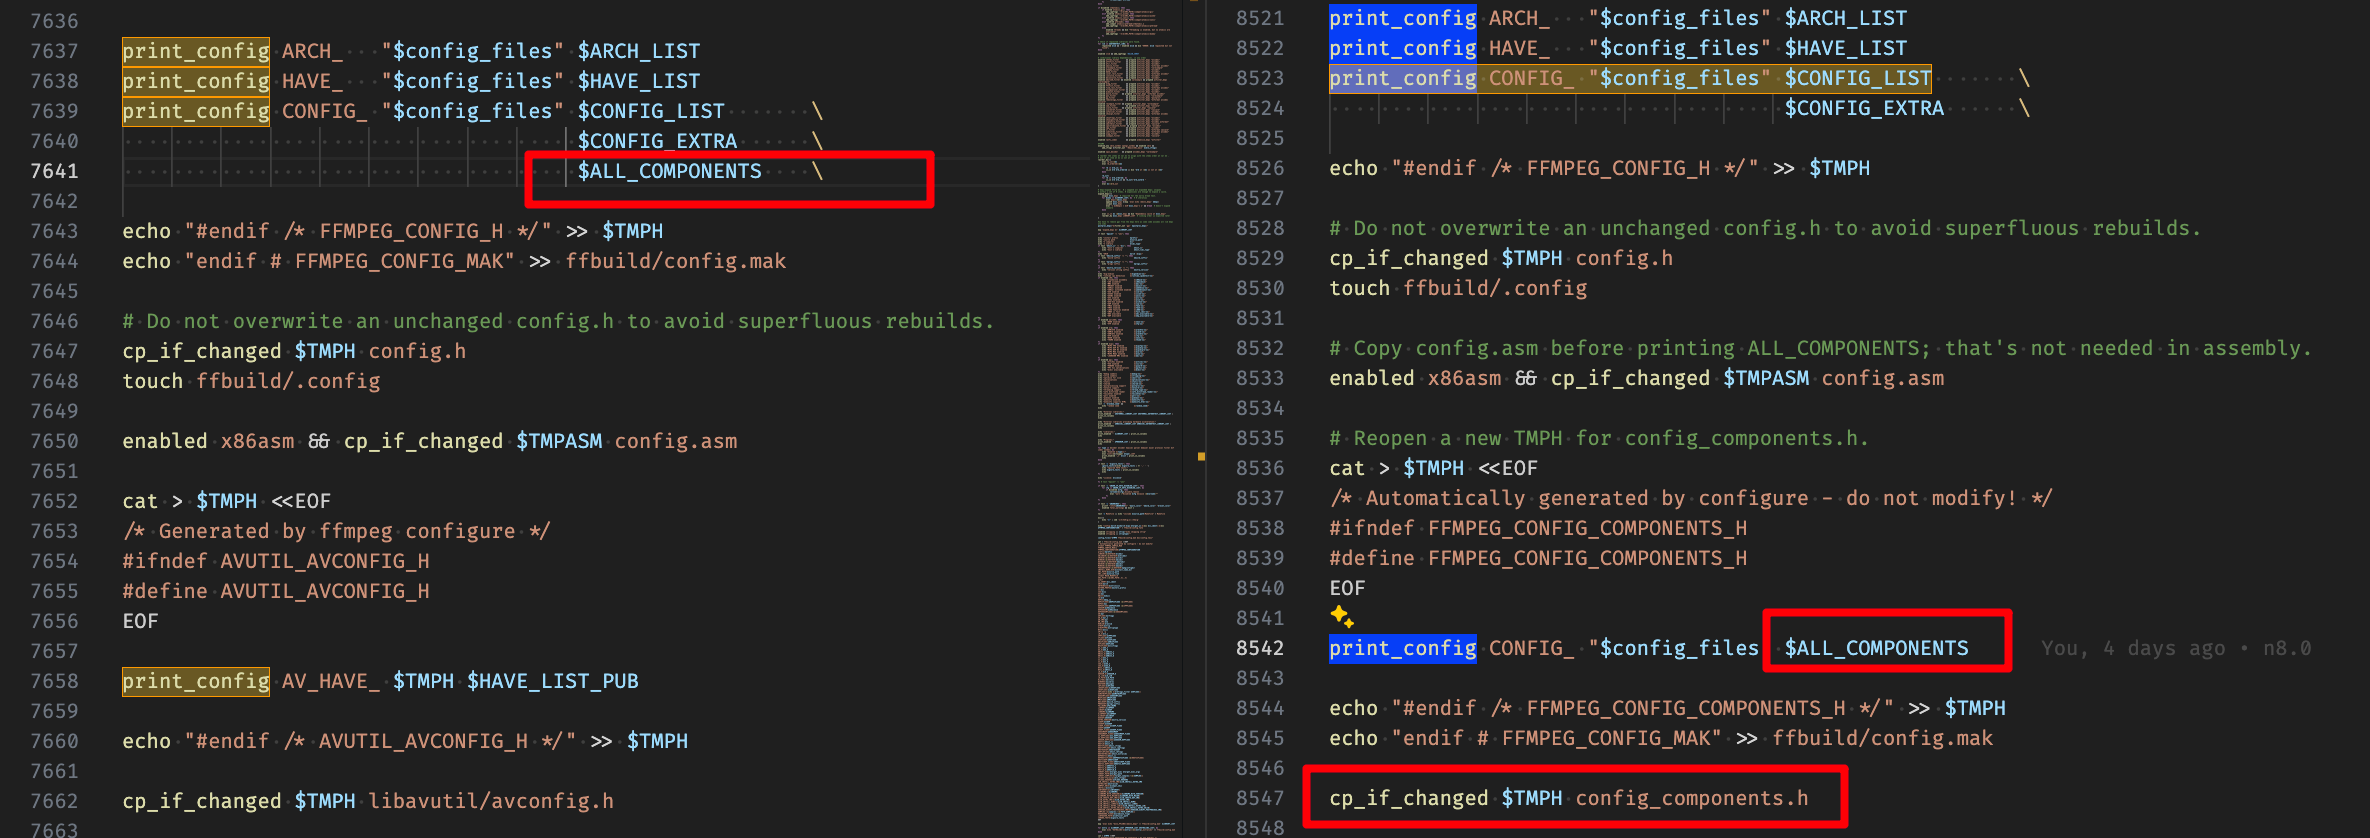 7636
7637 print_config ARCH_   "$config_files" $ARCH_LIST
7638 print_config HAVE_   "$config_files" $HAVE_LIST
7639 print_config CONFIG_ "$config_files" $CONFIG_LIST       \
7640                                      $CONFIG_EXTRA      \
7641                                      $ALL_COMPONENTS    \
7642
7643 echo "#endif /* FFMPEG_CONFIG_H */" >> $TMPH
7644 echo "endif # FFMPEG_CONFIG_MAK" >> ffbuild/config.mak
7645
7646 # Do not overwrite an unchanged config.h to avoid superfluous rebuilds.
7647 cp_if_changed $TMPH config.h
7648 touch ffbuild/.config
7649
7650 enabled x86asm && cp_if_changed $TMPASM config.asm
7651
7652 cat > $TMPH <<EOF
7653 /* Generated by ffmpeg configure */
7654 #ifndef AVUTIL_AVCONFIG_H
7655 #define AVUTIL_AVCONFIG_H
7656 EOF
7657
7658 print_config AV_HAVE_ $TMPH $HAVE_LIST_PUB
7659
7660 echo "#endif /* AVUTIL_AVCONFIG_H */" >> $TMPH
7661
7662 cp_if_changed $TMPH libavutil/avconfig.h
7663
8521 print_config ARCH_   "$config_files" $ARCH_LIST
8522 print_config HAVE_   "$config_files" $HAVE_LIST
8523 print_config CONFIG_ "$config_files" $CONFIG_LIST       \
8524                                      $CONFIG_EXTRA      \
8525
8526 echo "#endif /* FFMPEG_CONFIG_H */" >> $TMPH
8527
8528 # Do not overwrite an unchanged config.h to avoid superfluous rebuilds.
8529 cp_if_changed $TMPH config.h
8530 touch ffbuild/.config
8531
8532 # Copy config.asm before printing ALL_COMPONENTS; that's not needed in assembly.
8533 enabled x86asm && cp_if_changed $TMPASM config.asm
8534
8535 # Reopen a new TMPH for config_components.h.
8536 cat > $TMPH <<EOF
8537 /* Automatically generated by configure - do not modify! */
8538 #ifndef FFMPEG_CONFIG_COMPONENTS_H
8539 #define FFMPEG_CONFIG_COMPONENTS_H
8540 EOF
8541
8542 print_config CONFIG_ "$config_files $ALL_COMPONENTS You, 4 days ago • n8.0
8543
8544 echo "#endif /* FFMPEG_CONFIG_COMPONENTS_H */" >> $TMPH
8545 echo "endif # FFMPEG_CONFIG_MAK" >> ffbuild/config.mak
8546
8547 cp_if_changed $TMPH config_components.h
8548